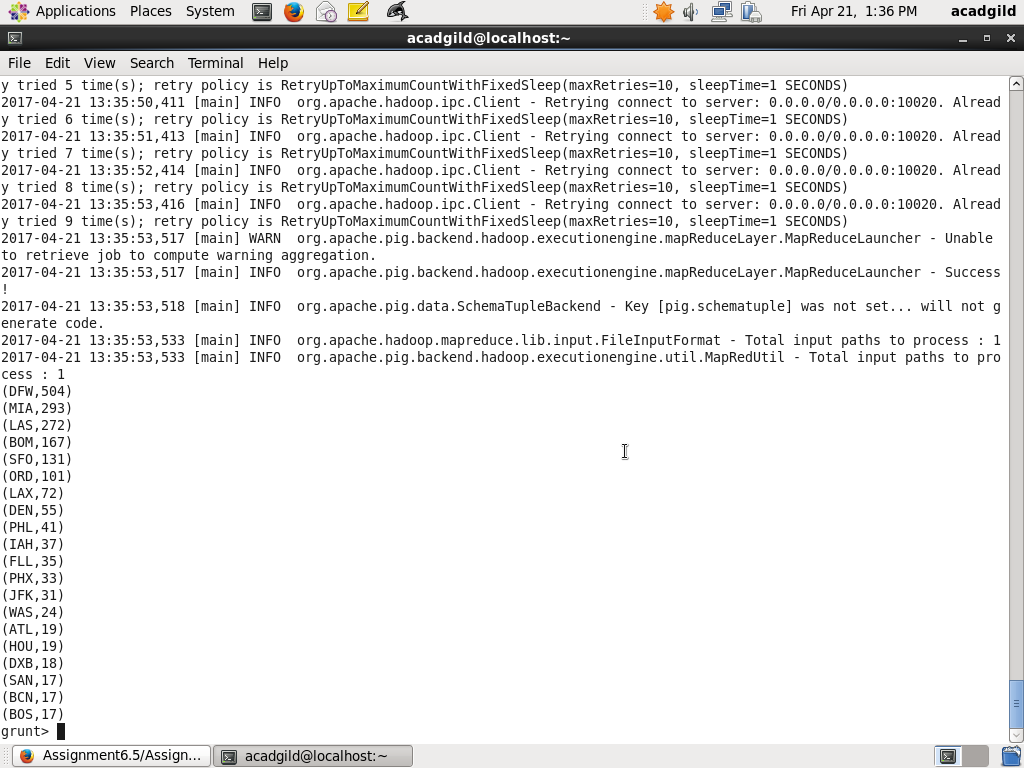 Applications Places System Fri Apr 21, 1:36 PM acadgild
acadgild@localhost:~
File Edit View Search Terminal Help
y tried 5 time(s); retry policy is RetryUpToMaximumCountWithFixedSleep(maxRetries=10, sleepTime=1 SECONDS)
2017-04-21 13:35:50,411 [main] INFO  org.apache.hadoop.ipc.Client - Retrying connect to server: 0.0.0.0/0.0.0.0:10020. Alread
y tried 6 time(s); retry policy is RetryUpToMaximumCountWithFixedSleep(maxRetries=10, sleepTime=1 SECONDS)
2017-04-21 13:35:51,413 [main] INFO  org.apache.hadoop.ipc.Client - Retrying connect to server: 0.0.0.0/0.0.0.0:10020. Alread
y tried 7 time(s); retry policy is RetryUpToMaximumCountWithFixedSleep(maxRetries=10, sleepTime=1 SECONDS)
2017-04-21 13:35:52,414 [main] INFO  org.apache.hadoop.ipc.Client - Retrying connect to server: 0.0.0.0/0.0.0.0:10020. Alread
y tried 8 time(s); retry policy is RetryUpToMaximumCountWithFixedSleep(maxRetries=10, sleepTime=1 SECONDS)
2017-04-21 13:35:53,416 [main] INFO  org.apache.hadoop.ipc.Client - Retrying connect to server: 0.0.0.0/0.0.0.0:10020. Alread
y tried 9 time(s); retry policy is RetryUpToMaximumCountWithFixedSleep(maxRetries=10, sleepTime=1 SECONDS)
2017-04-21 13:35:53,517 [main] WARN  org.apache.pig.backend.hadoop.executionengine.mapReduceLayer.MapReduceLauncher - Unable
to retrieve job to compute warning aggregation.
2017-04-21 13:35:53,517 [main] INFO  org.apache.pig.backend.hadoop.executionengine.mapReduceLayer.MapReduceLauncher - Success
!
2017-04-21 13:35:53,518 [main] INFO  org.apache.pig.data.SchemaTupleBackend - Key [pig.schematuple] was not set... will not g
enerate code.
2017-04-21 13:35:53,533 [main] INFO  org.apache.hadoop.mapreduce.lib.input.FileInputFormat - Total input paths to process : 1
2017-04-21 13:35:53,533 [main] INFO  org.apache.pig.backend.hadoop.executionengine.util.MapRedUtil - Total input paths to pro
cess : 1
(DFW,504)
(MIA,293)
(LAS,272)
(BOM,167)
(SFO,131)
(ORD,101)
(LAX,72)
(DEN,55)
(PHL,41)
(IAH,37)
(FLL,35)
(PHX,33)
(JFK,31)
(WAS,24)
(ATL,19)
(HOU,19)
(DXB,18)
(SAN,17)
(BCN,17)
(BOS,17)
grunt>
Assignment6.5/Assign... acadgild@localhost:~